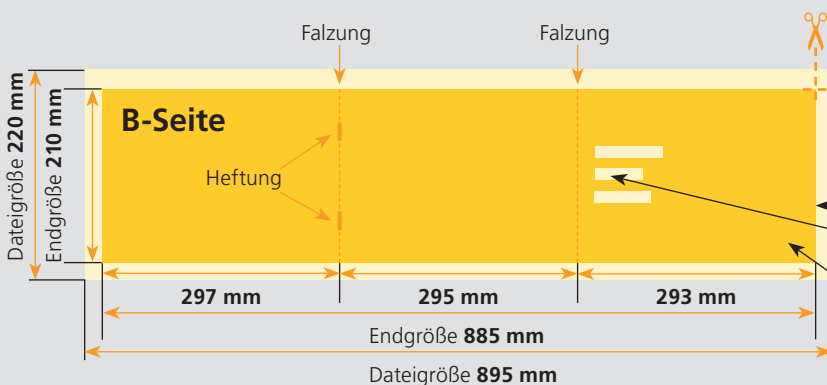 Falzung
Falzung
B-Seite
Heftung
Dateigröße 220 mm
Endgröße 210 mm
297 mm
295 mm
293 mm
Endgröße 885 mm
Dateigröße 895 mm